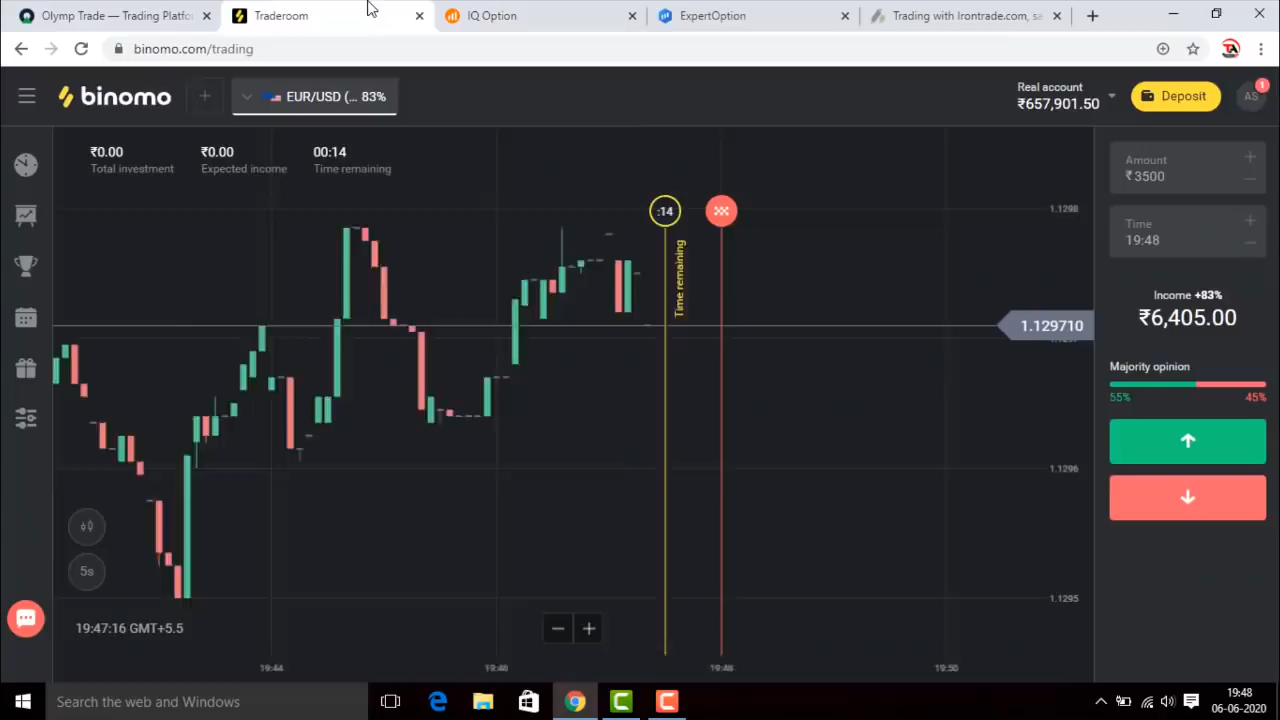 Olymp Trade — Trading Platfo
Traderoom
IQ Option
ExpertOption
Trading with Irontrade.com, sa
binomo.com/trading
binomo
EUR/USD (... 83%
Real account
₹657,901.50
Deposit
AS
1
₹0.00
Total investment
₹0.00
Expected income
00:14
Time remaining
Amount
₹3500
Time
19:48
Income +83%
₹6,405.00
Majority opinion
55%
45%
:14
Time remaining
1.1298
1.129710
1.1296
1.1295
5s
19:47:16 GMT+5.5
19:44
19:48
19:50
Search the web and Windows
19:48
06-06-2020